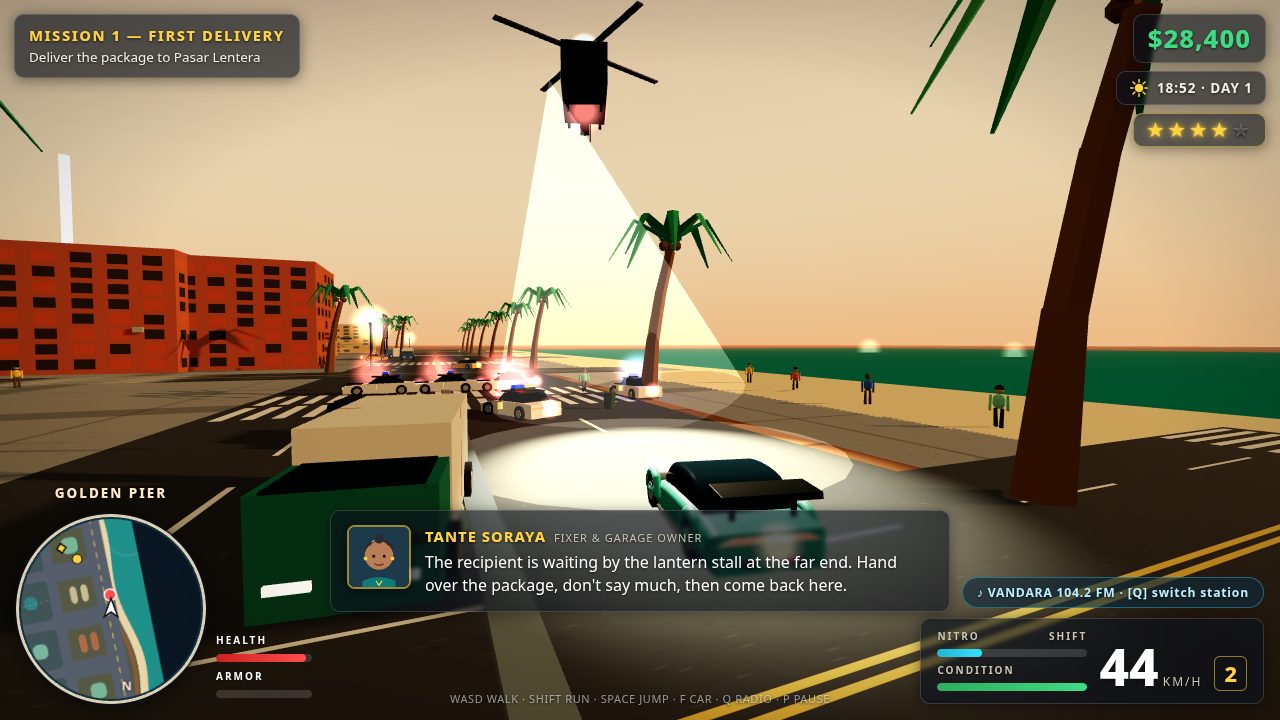 MISSION 1 — FIRST DELIVERY
Deliver the package to Pasar Lentera
$28,400
18:52 · DAY 1
GOLDEN PIER
N
HEALTH
ARMOR
TANTE SORAYA FIXER & GARAGE OWNER
The recipient is waiting by the lantern stall at the far end. Hand
over the package, don't say much, then come back here.
♪ VANDARA 104.2 FM · [Q] switch station
NITRO SHIFT
CONDITION
44 KM/H 2
WASD WALK · SHIFT RUN · SPACE JUMP · F CAR · Q RADIO · P PAUSE